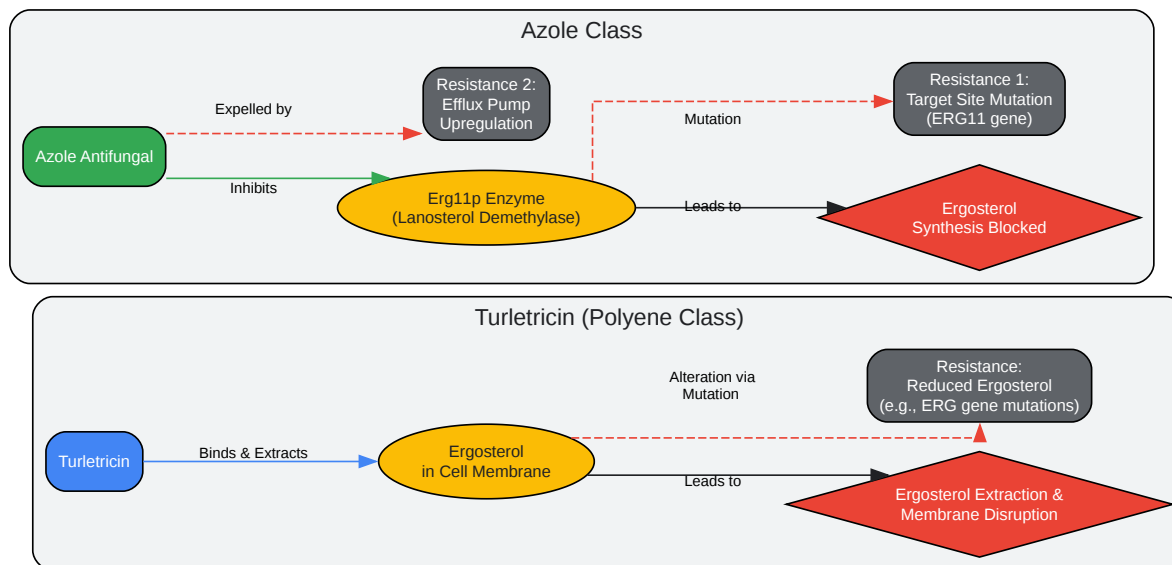 Azole Class
Resistance 2:
Efflux Pump
Upregulation
Resistance 1:
Target Site Mutation
(ERG11 gene)
Expelled by
Mutation
Azole Antifungal
Inhibits
Erg11p Enzyme
(Lanosterol Demethylase)
Leads to
Ergosterol
Synthesis Blocked
Turletricin (Polyene Class)
Alteration via
Mutation
Resistance:
Reduced Ergosterol
(e.g., ERG gene mutations)
Turletricin
Binds & Extracts
Ergosterol
in Cell Membrane
Leads to
Ergosterol Extraction &
Membrane Disruption